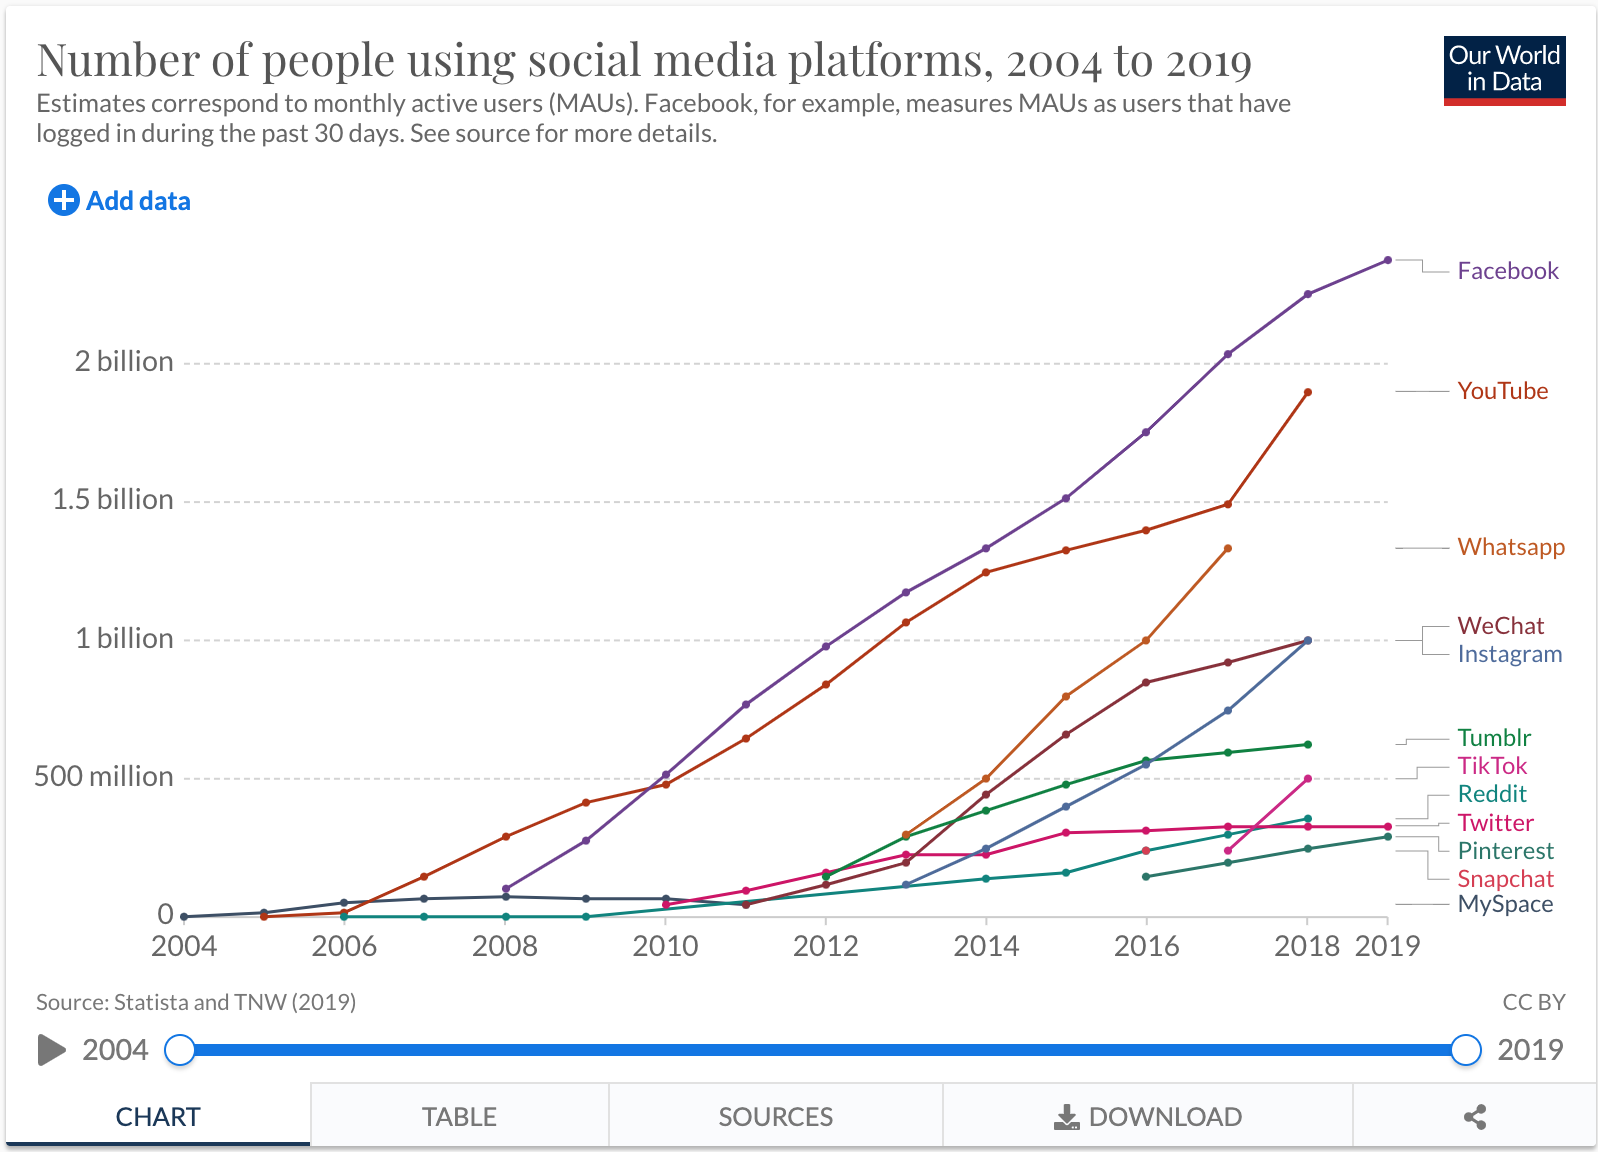 Number of people using social media platforms, 2004 to 2019
Our World
in Data
Estimates correspond to monthly active users (MAUs). Facebook, for example, measures MAUs as users that have
logged in during the past 30 days. See source for more details.
Add data
Facebook
2 billion
YouTube
1.5 billion
Whatsapp
1 billion
WeChat
Instagram
Tumblr
500 million
TikTok
Reddit
Twitter
Pinterest
Snapchat
MySpace
0
2004 2006 2008 2010 2012 2014 2016 2018 2019
Source: Statista and TNW (2019)
CC BY
2004
2019
CHART TABLE SOURCES DOWNLOAD